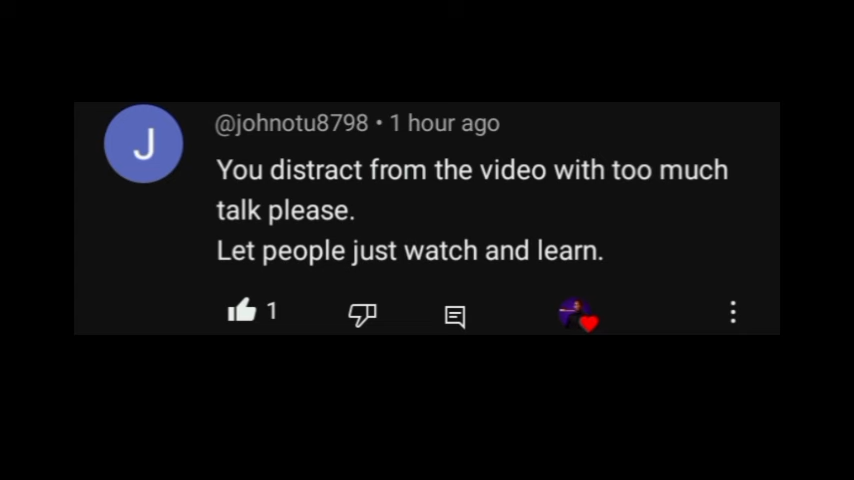 J
@johnotu8798 • 1 hour ago
You distract from the video with too much
talk please.
Let people just watch and learn.
1